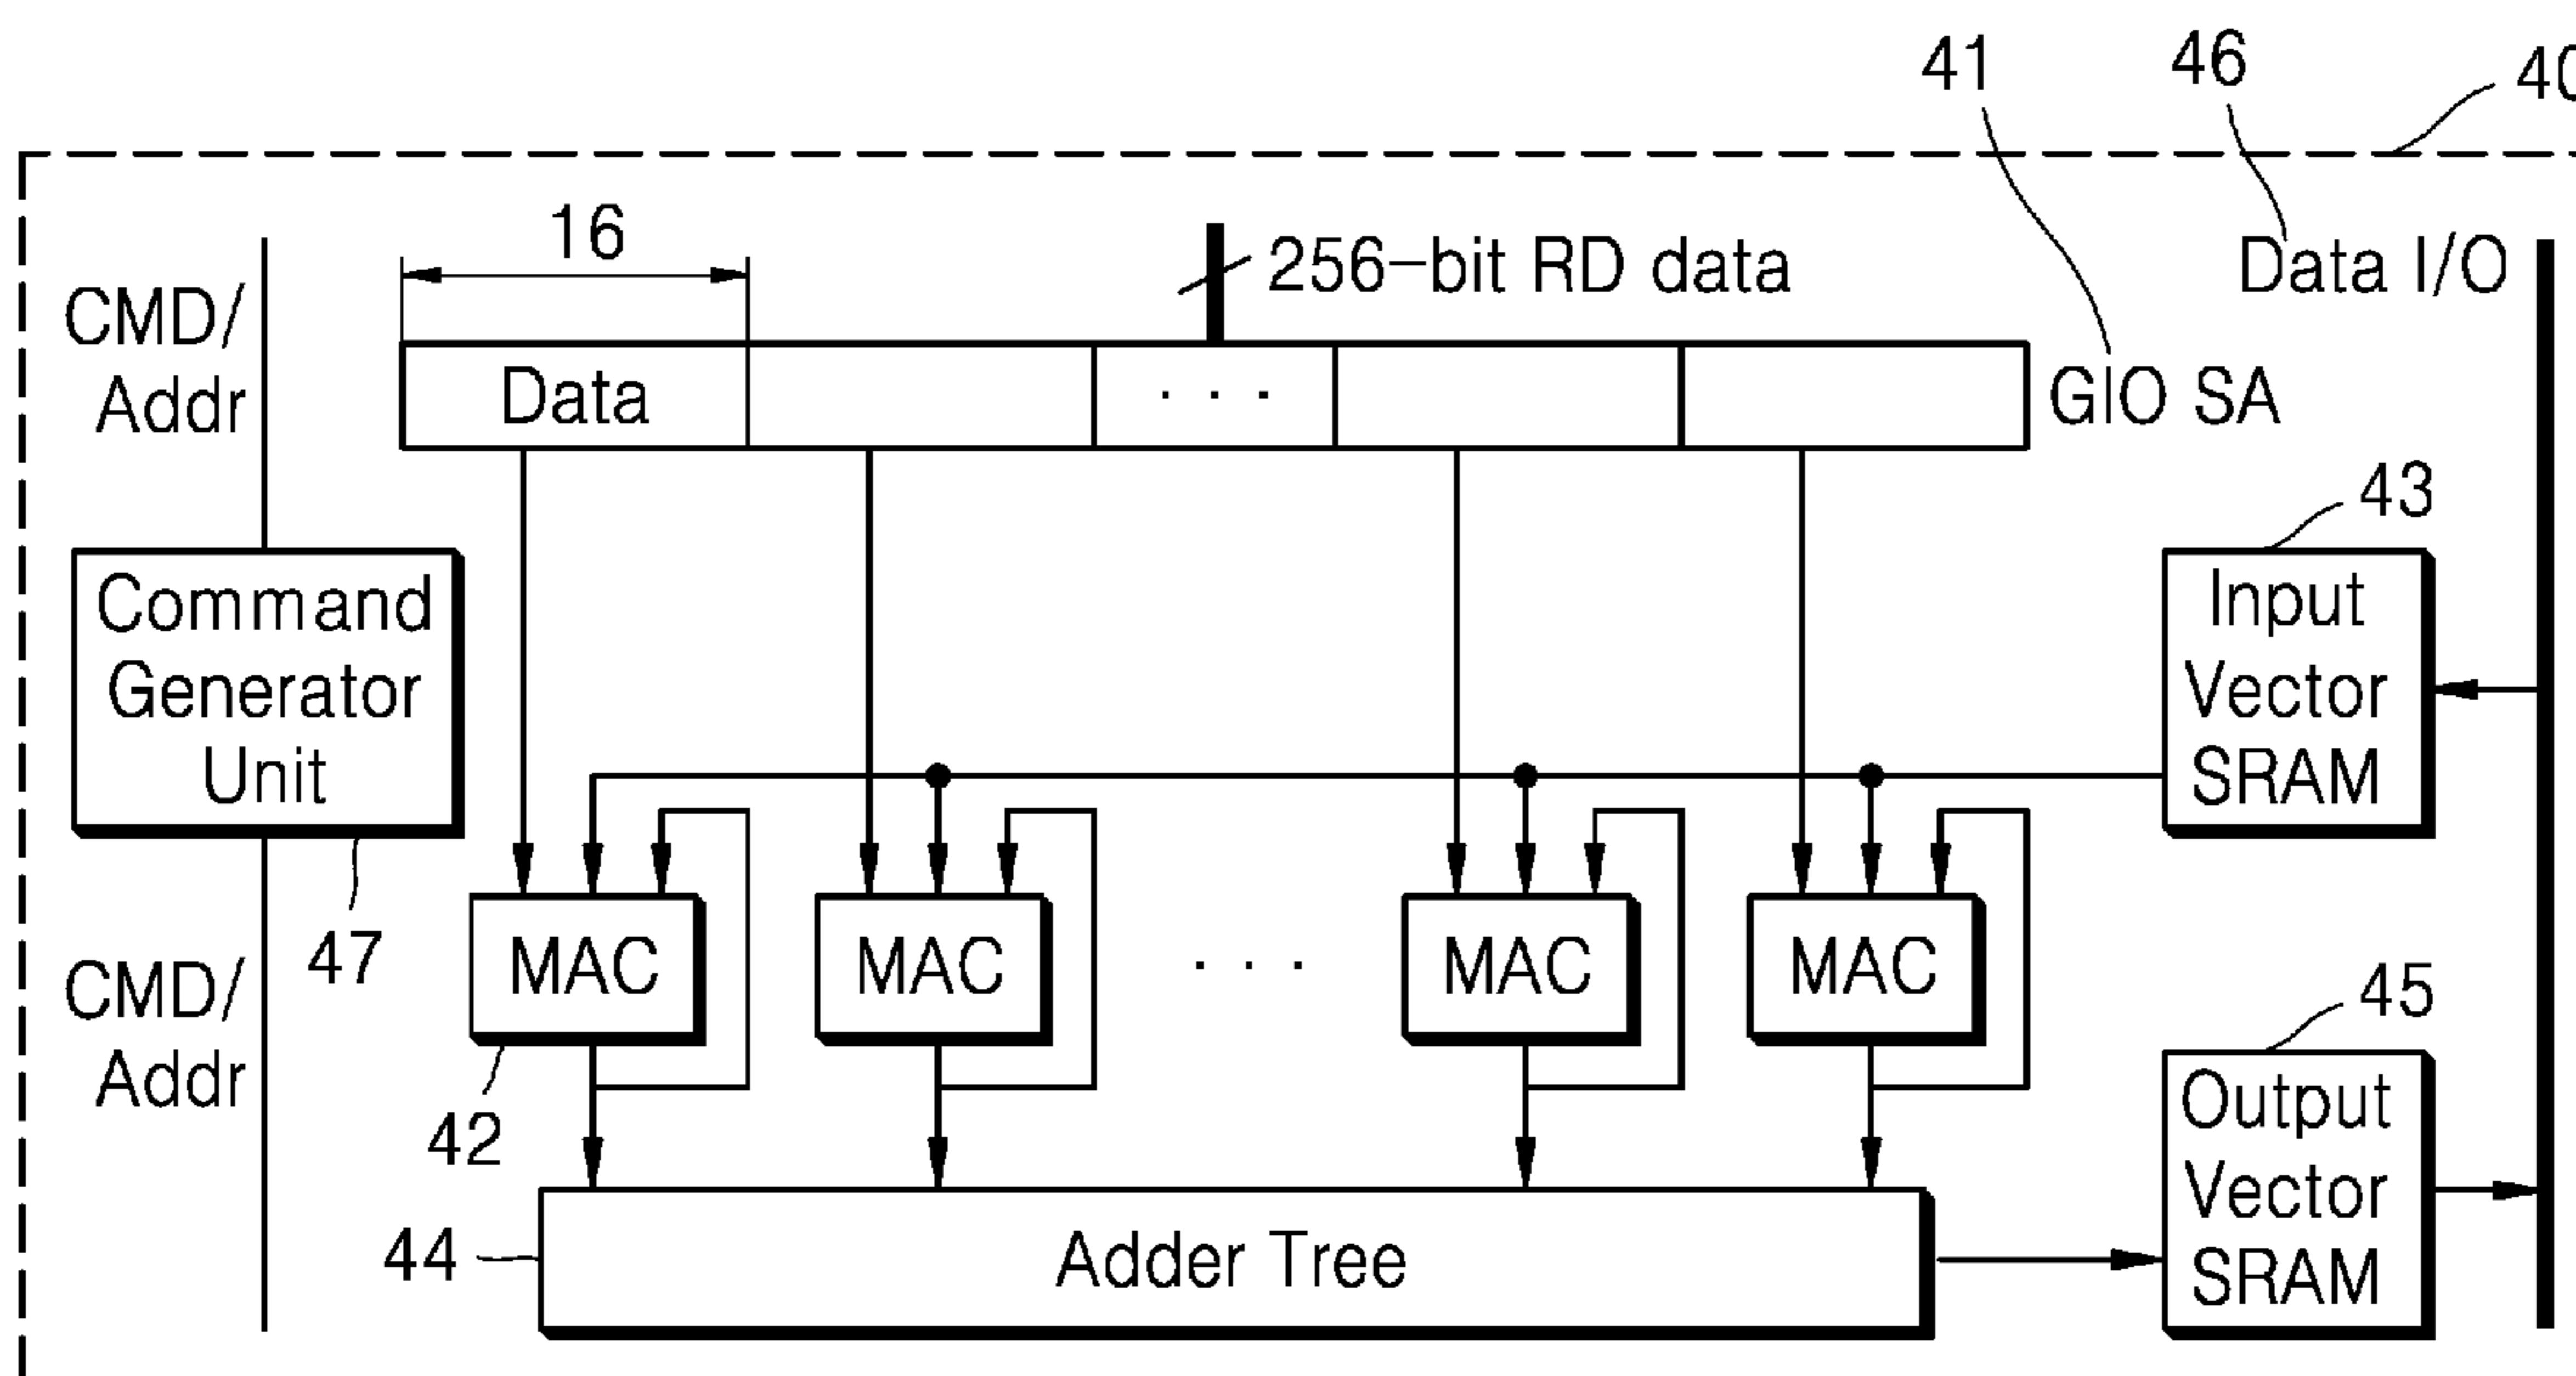 41
46
40
16
256-bit RD data
Data I/O
CMD/
Addr
Data
· · ·
GIO SA
43
Command
Generator
Unit
Input
Vector
SRAM
47
MAC
MAC
· · ·
MAC
MAC
CMD/
Addr
42
45
Output
Vector
SRAM
44
Adder Tree